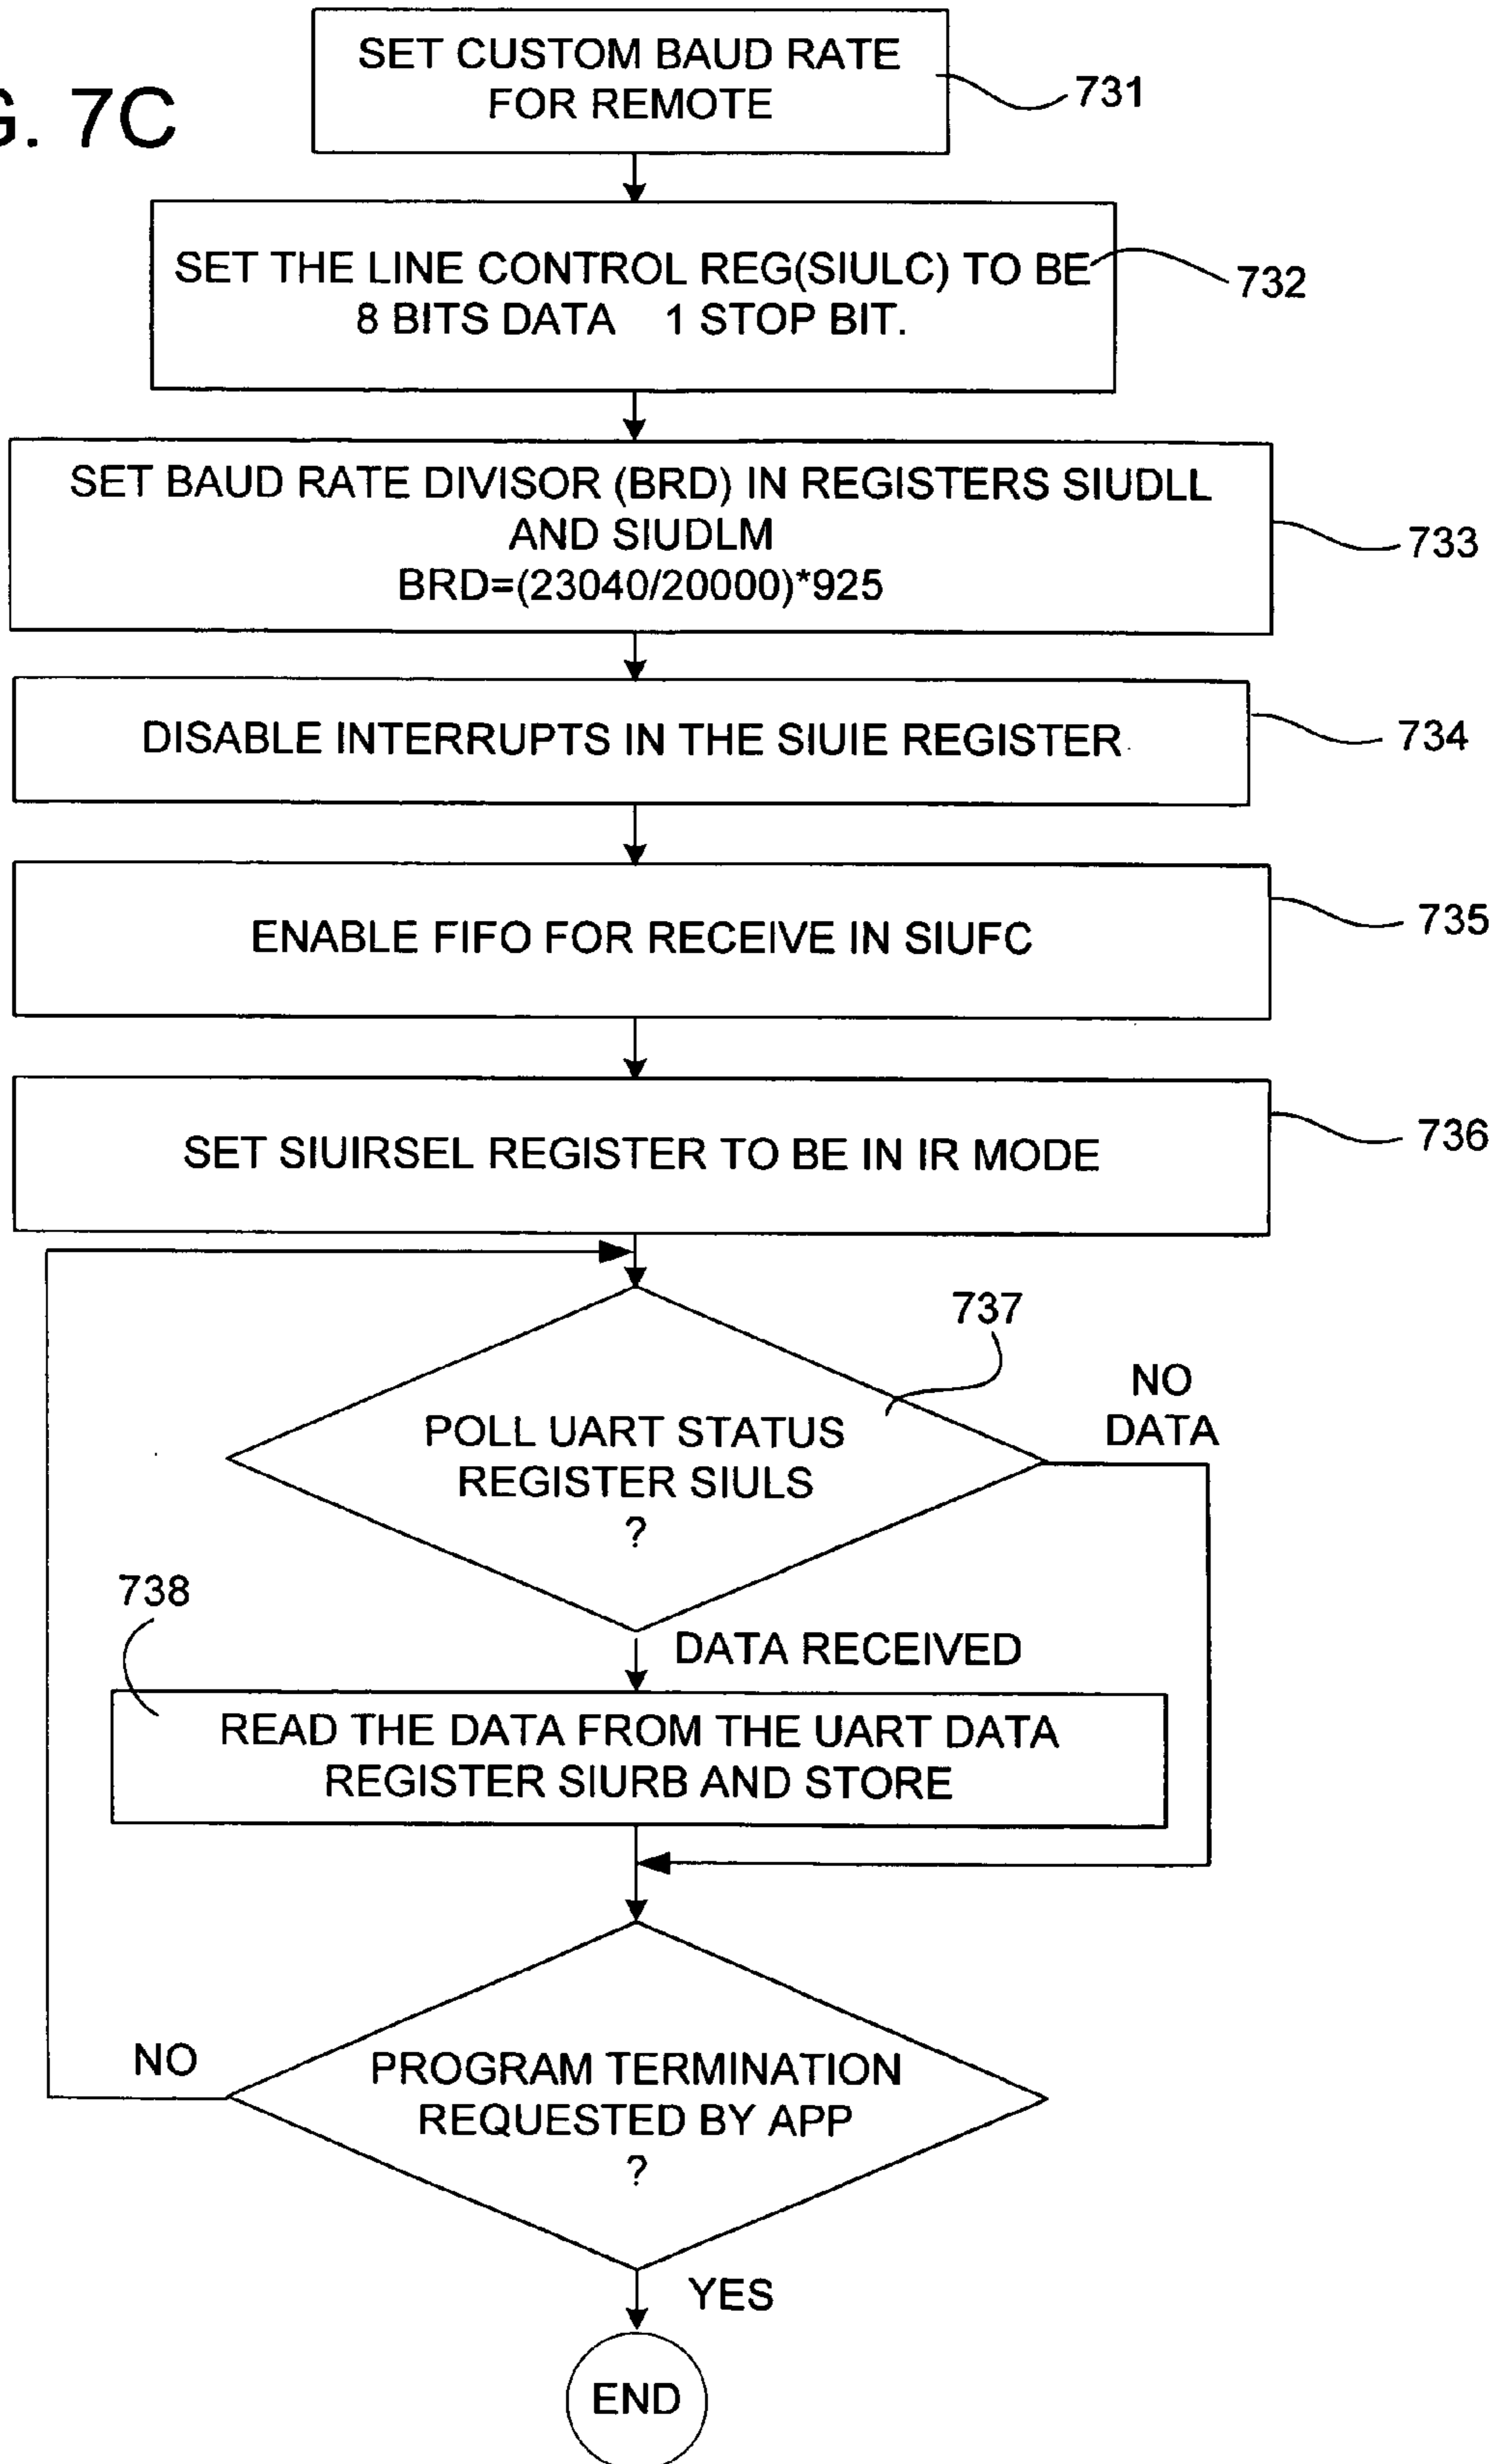 G. 7C
SET CUSTOM BAUD RATE
FOR REMOTE
731
SET THE LINE CONTROL REG(SIULC) TO BE
8 BITS DATA 1 STOP BIT.
732
SET BAUD RATE DIVISOR (BRD) IN REGISTERS SIUDLL
AND SIUDLM
BRD=(23040/20000)*925
733
DISABLE INTERRUPTS IN THE SIUIE REGISTER
734
ENABLE FIFO FOR RECEIVE IN SIUFC
735
SET SIUIRSEL REGISTER TO BE IN IR MODE
736
737
NO
DATA
POLL UART STATUS
REGISTER SIULS
?
738
DATA RECEIVED
READ THE DATA FROM THE UART DATA
REGISTER SIURB AND STORE
NO
PROGRAM TERMINATION
REQUESTED BY APP
?
YES
END